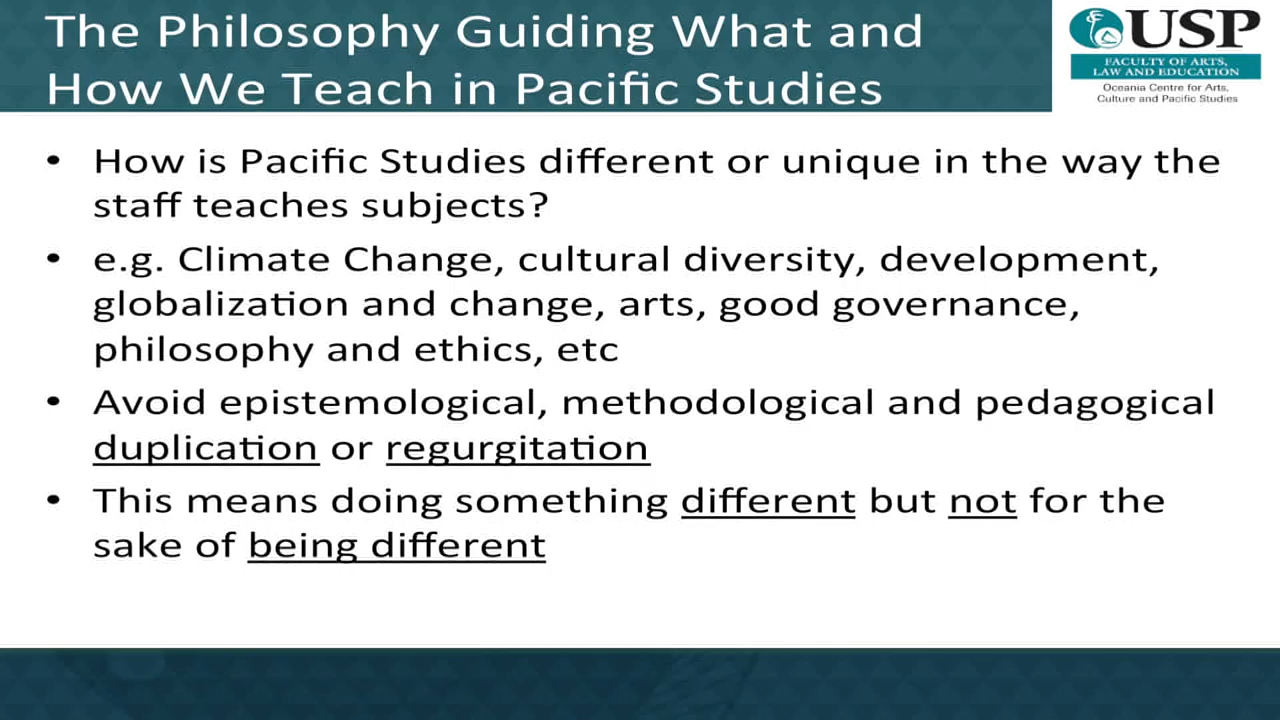 The Philosophy Guiding What and
How We Teach in Pacific Studies
USP
FACULTY OF ARTS,
LAW AND EDUCATION
Oceania Centre for Arts,
Culture and Pacific Studies
• How is Pacific Studies different or unique in the way the
staff teaches subjects?
• e.g. Climate Change, cultural diversity, development,
globalization and change, arts, good governance,
philosophy and ethics, etc
• Avoid epistemological, methodological and pedagogical
duplication or regurgitation
• This means doing something different but not for the
sake of being different